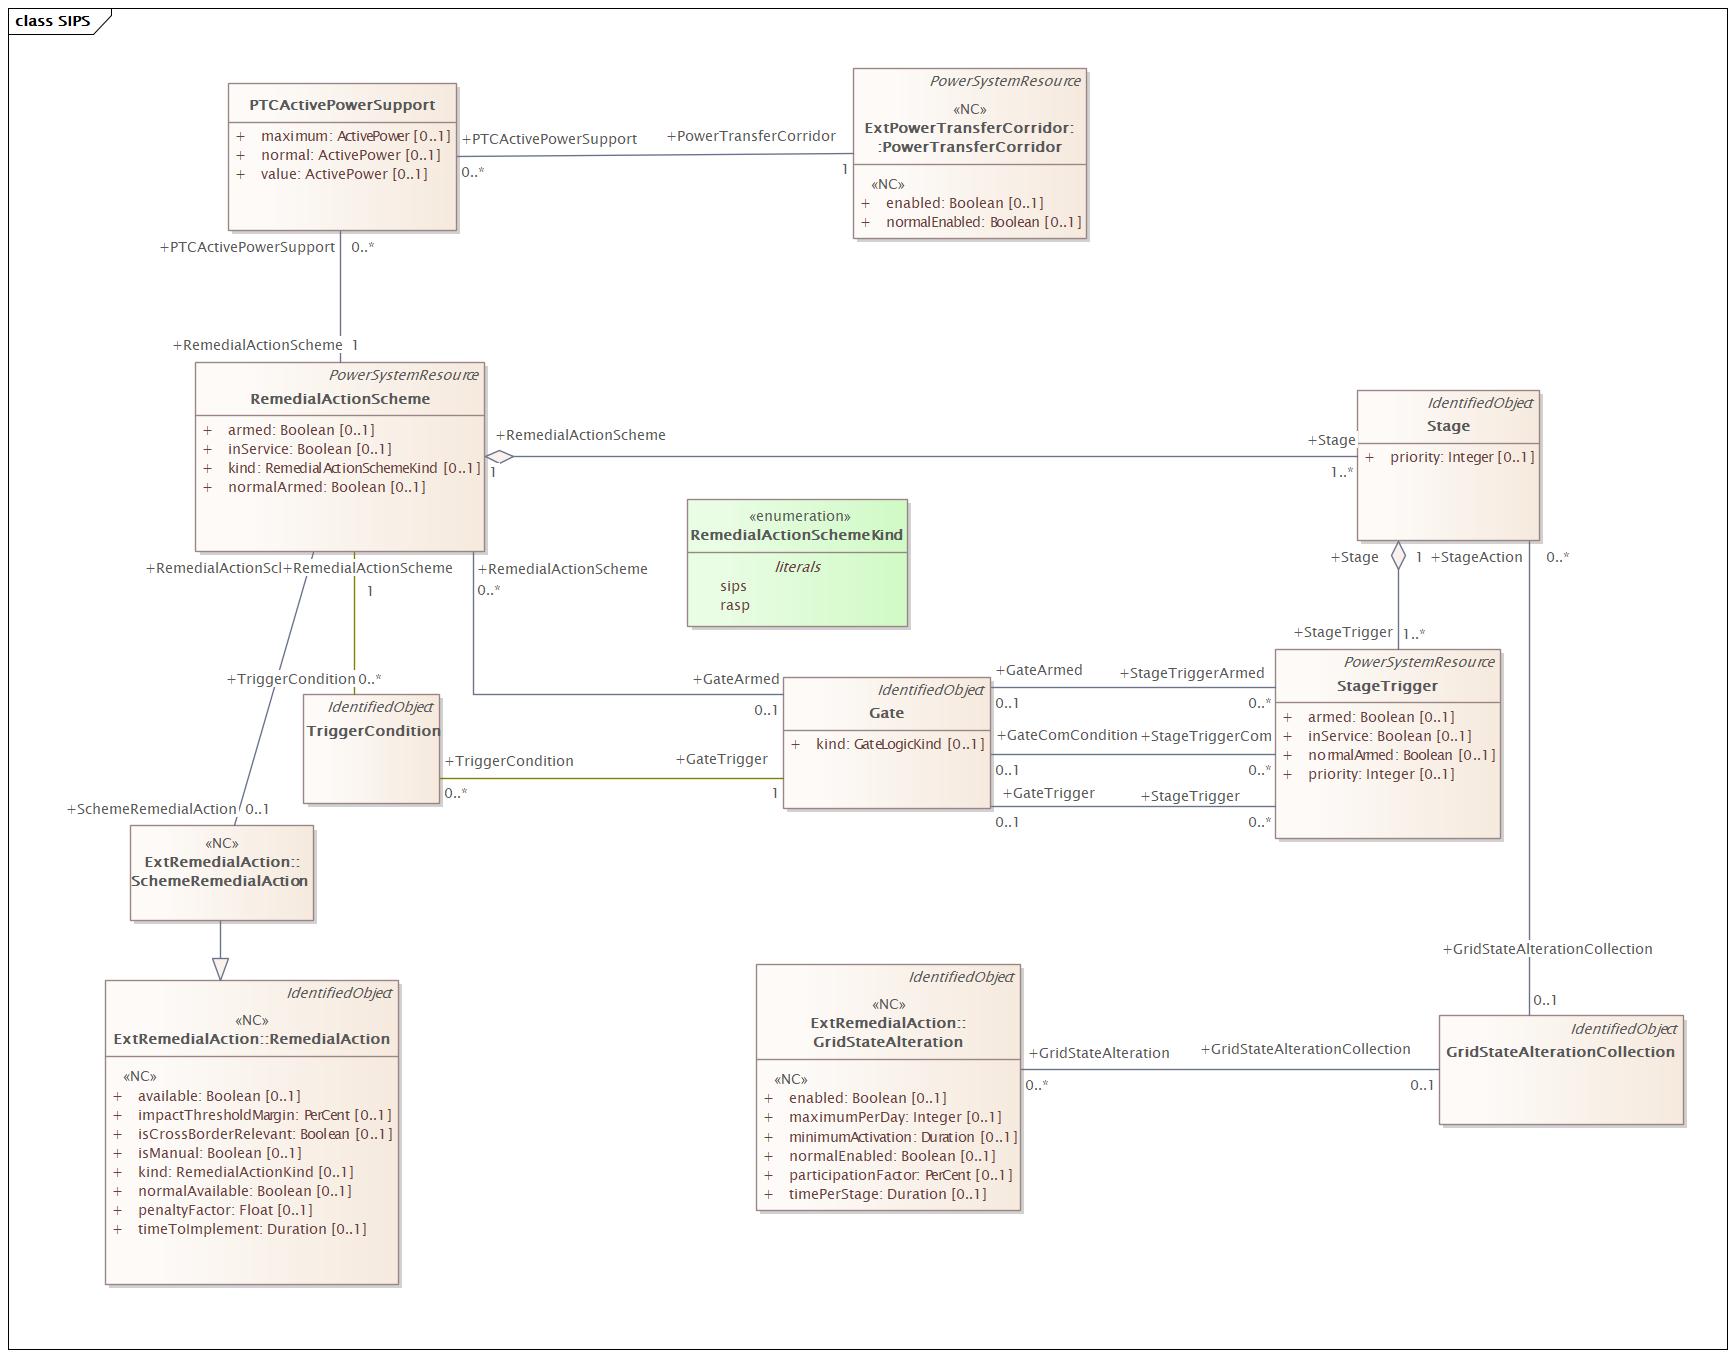 class SIPS
PTCActivePowerSupport
+ maximum: ActivePower [0..1]
+ normal: ActivePower [0..1]
+ value: ActivePower [0..1]
+PTCActivePowerSupport
0..*
+PowerTransferCorridor
1
PowerSystemResource
«NC»
ExtPowerTransferCorridor:
:PowerTransferCorridor
«NC»
+ enabled: Boolean [0..1]
+ normalEnabled: Boolean [0..1]
+PTCActivePowerSupport 0..*
+RemedialActionScheme 1
PowerSystemResource
RemedialActionScheme
+ armed: Boolean [0..1]
+ inService: Boolean [0..1]
+ kind: RemedialActionSchemeKind [0..1]
+ normalArmed: Boolean [0..1]
+RemedialActionScheme
1
+Stage
1..*
IdentifiedObject
Stage
+ priority: Integer [0..1]
«enumeration»
RemedialActionSchemeKind
literals
sips
rasp
+RemedialActionScl
+RemedialActionScheme
1
+RemedialActionScheme
0..*
+Stage 1
+StageAction 0..*
+StageTrigger 1..*
+TriggerCondition 0..*
IdentifiedObject
TriggerCondition
+GateArmed
0..1
IdentifiedObject
Gate
+ kind: GateLogicKind [0..1]
+GateArmed
0..1
+StageTriggerArmed
0..*
+GateComCondition
0..1
+StageTriggerCom
0..*
+GateTrigger
0..1
+StageTrigger
0..*
PowerSystemResource
StageTrigger
+ armed: Boolean [0..1]
+ inService: Boolean [0..1]
+ normalArmed: Boolean [0..1]
+ priority: Integer [0..1]
+TriggerCondition
0..*
+GateTrigger
1
+SchemeRemedialAction 0..1
«NC»
ExtRemedialAction::
SchemeRemedialAction
IdentifiedObject
«NC»
ExtRemedialAction::RemedialAction
«NC»
+ available: Boolean [0..1]
+ impactThresholdMargin: PerCent [0..1]
+ isCrossBorderRelevant: Boolean [0..1]
+ isManual: Boolean [0..1]
+ kind: RemedialActionKind [0..1]
+ normalAvailable: Boolean [0..1]
+ penaltyFactor: Float [0..1]
+ timeToImplement: Duration [0..1]
IdentifiedObject
«NC»
ExtRemedialAction::
GridStateAlteration
«NC»
+ enabled: Boolean [0..1]
+ maximumPerDay: Integer [0..1]
+ minimumActivation: Duration [0..1]
+ normalEnabled: Boolean [0..1]
+ participationFactor: PerCent [0..1]
+ timePerStage: Duration [0..1]
+GridStateAlteration
0..*
+GridStateAlterationCollection
0..1
+GridStateAlterationCollection
0..1
IdentifiedObject
GridStateAlterationCollection